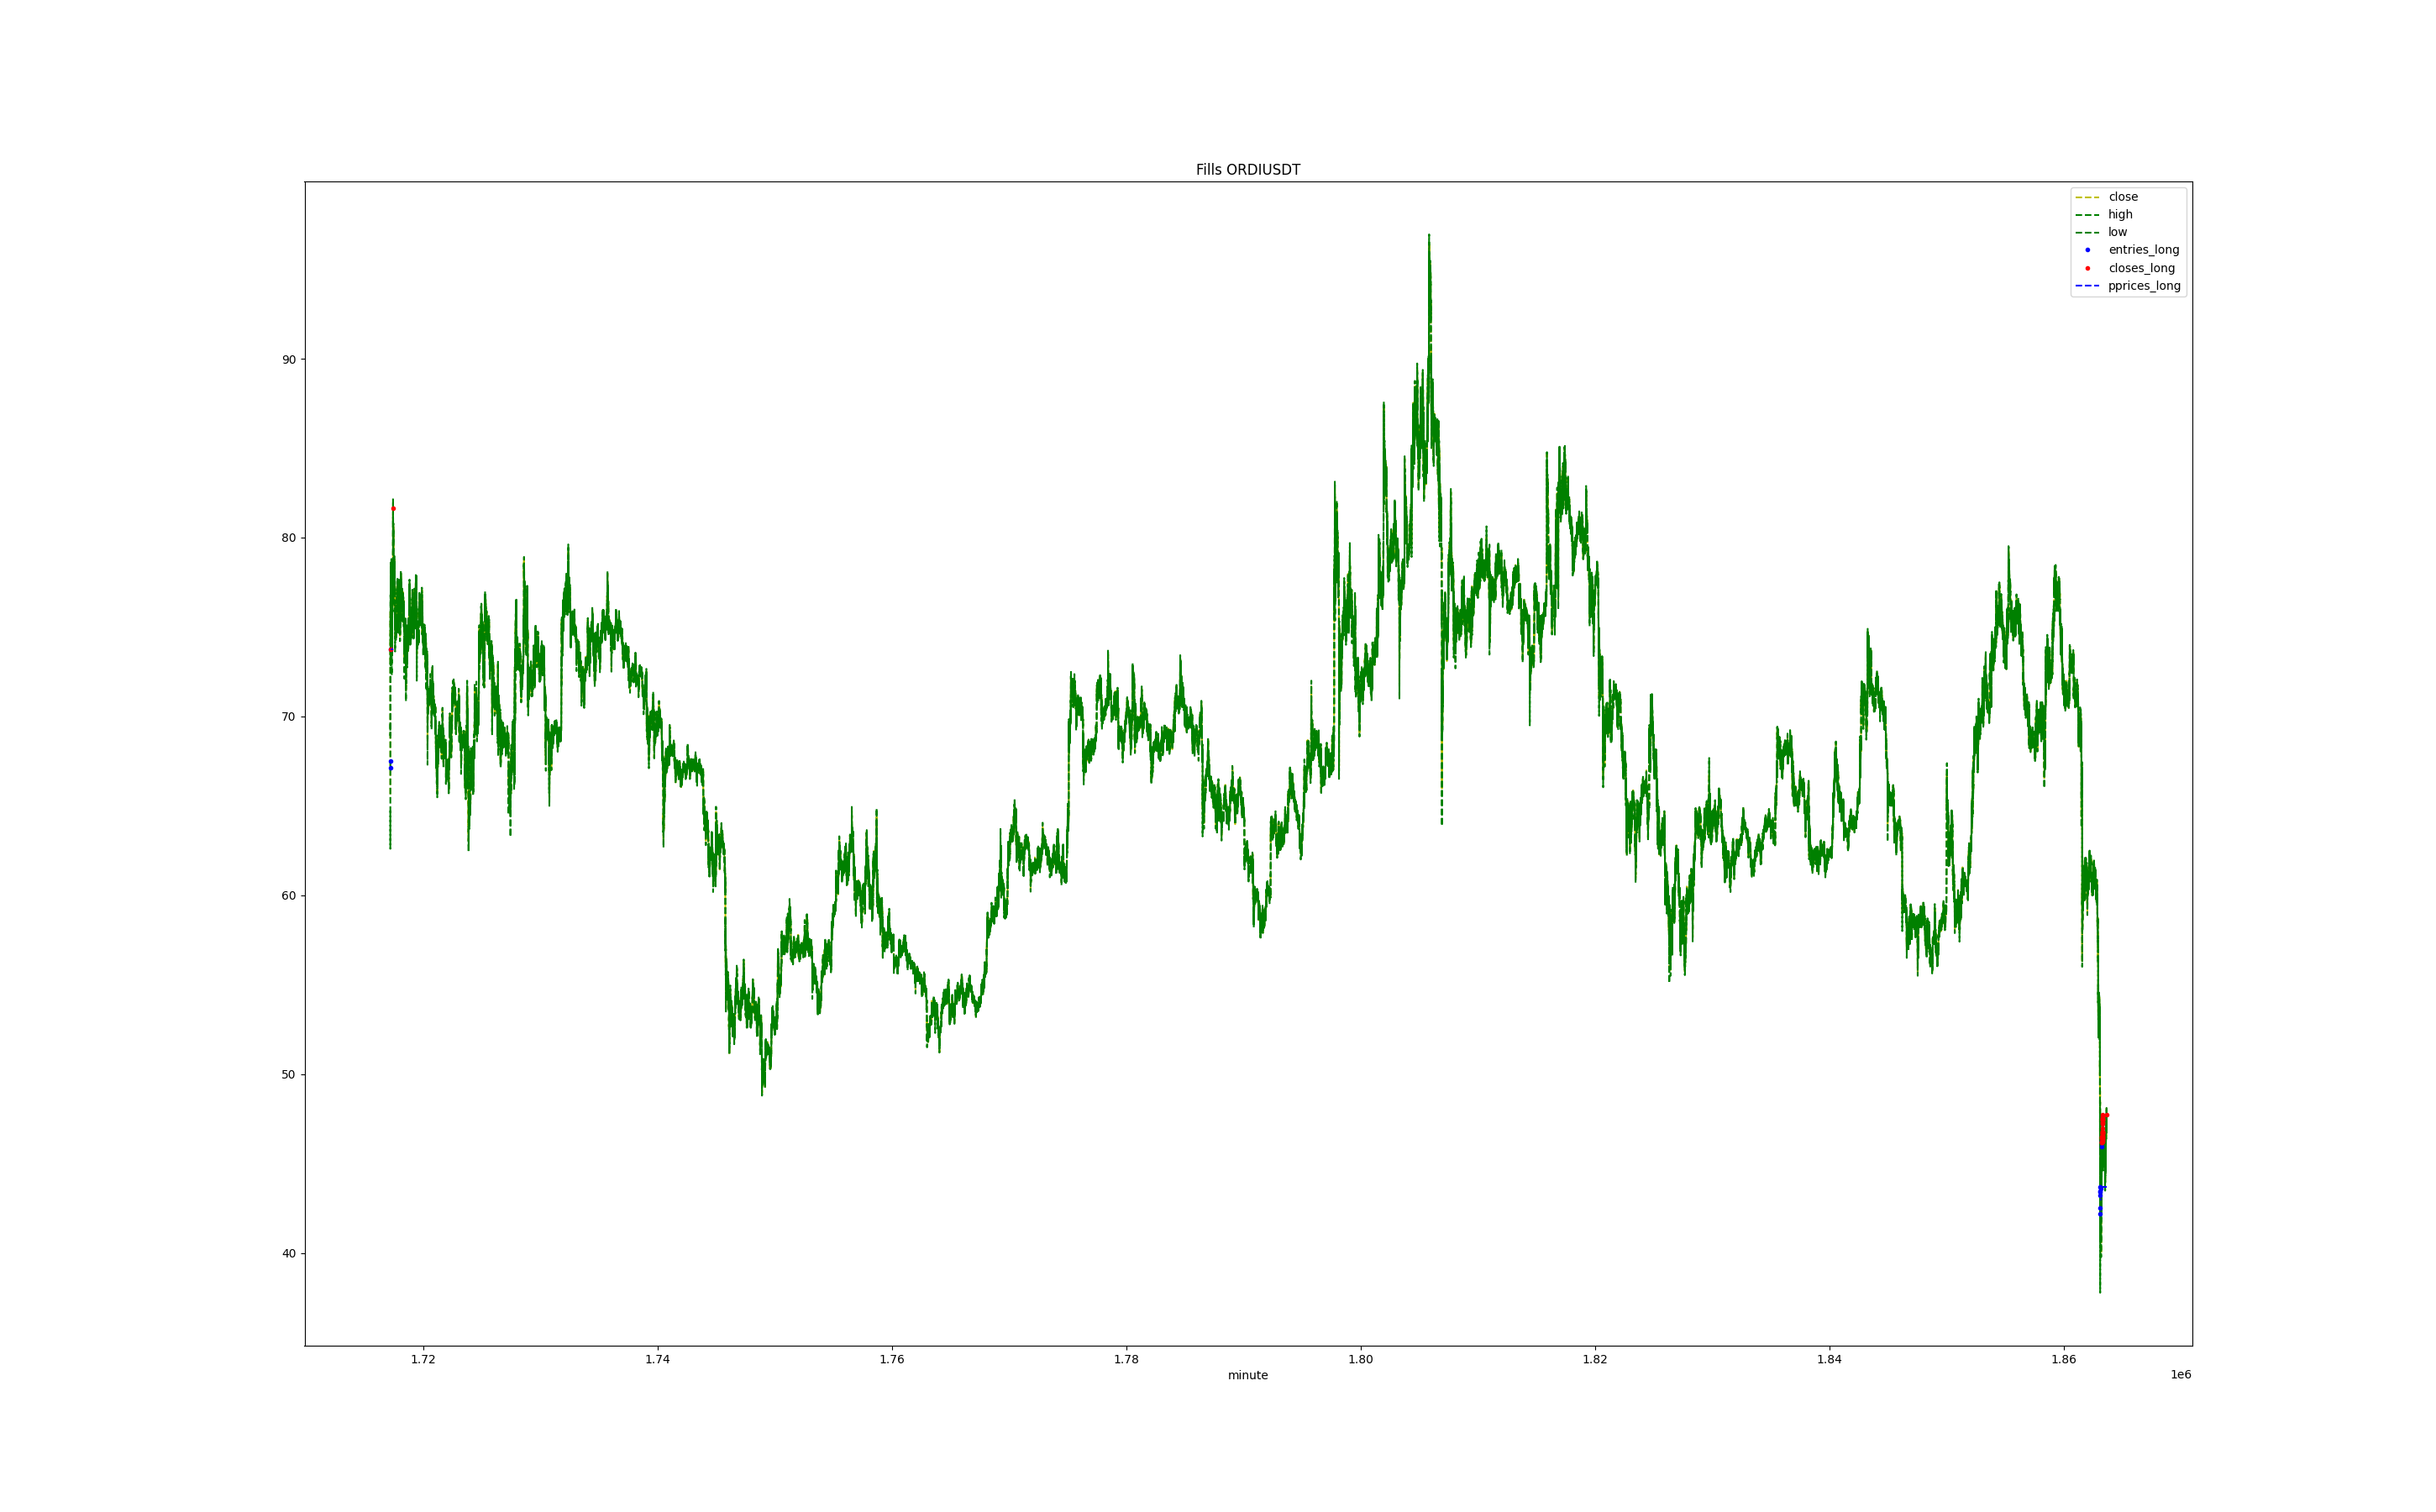 Fills ORDIUSDT
close
high
low
entries_long
closes_long
pprices_long
90
80
70
60
50
40
1.72 1.74 1.76 1.78 1.80 1.82 1.84 1.86
minute 1e6